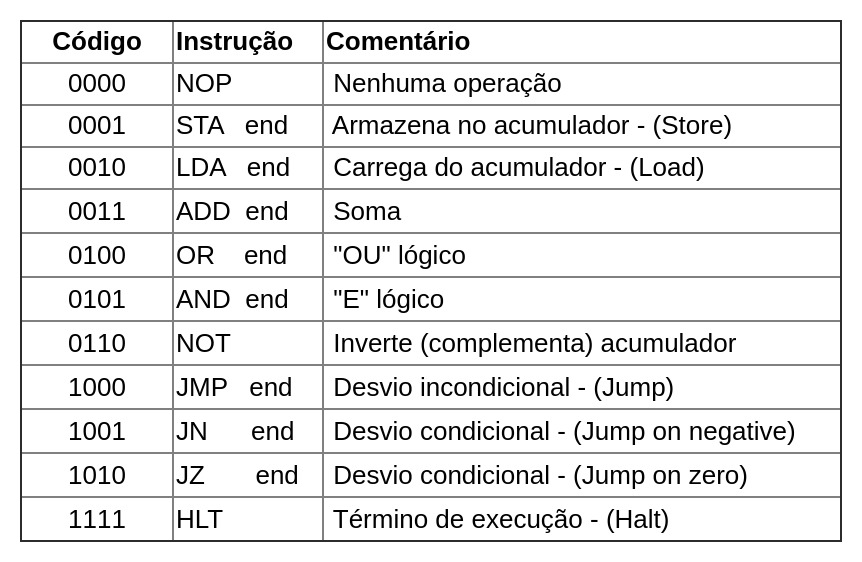 Código Instrução Comentário
0000 NOP Nenhuma operação
0001 STA end Armazena no acumulador - (Store)
0010 LDA end Carrega do acumulador - (Load)
0011 ADD end Soma
0100 OR end "OU" lógico
0101 AND end "E" lógico
0110 NOT Inverte (complementa) acumulador
1000 JMP end Desvio incondicional - (Jump)
1001 JN end Desvio condicional - (Jump on negative)
1010 JZ end Desvio condicional - (Jump on zero)
1111 HLT Término de execução - (Halt)